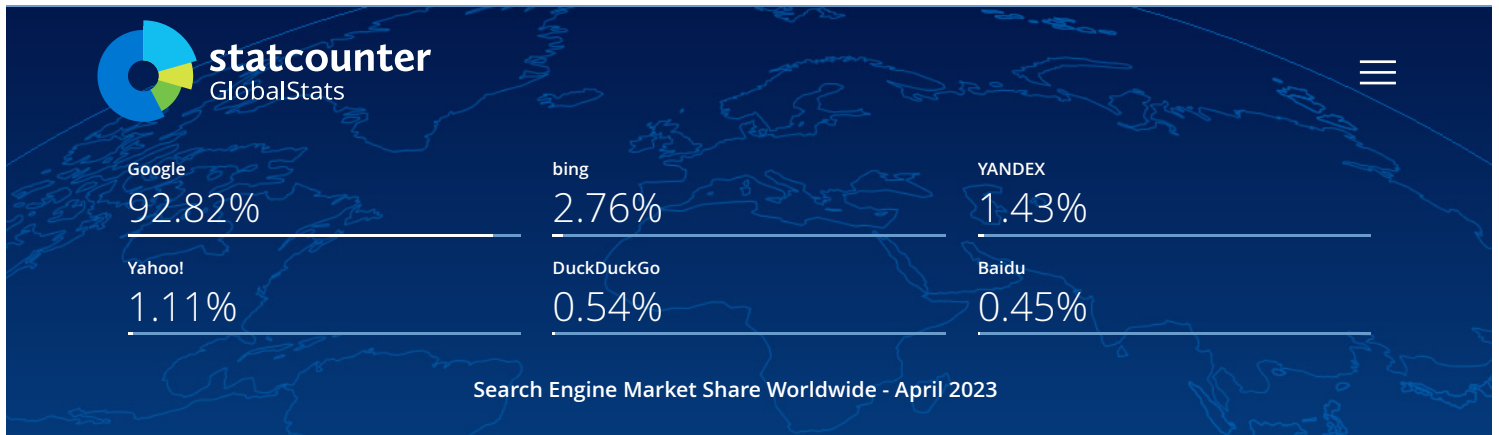 statcounter
GlobalStats
Google
92.82%
bing
2.76%
YANDEX
1.43%
Yahoo!
1.11%
DuckDuckGo
0.54%
Baidu
0.45%
Search Engine Market Share Worldwide - April 2023